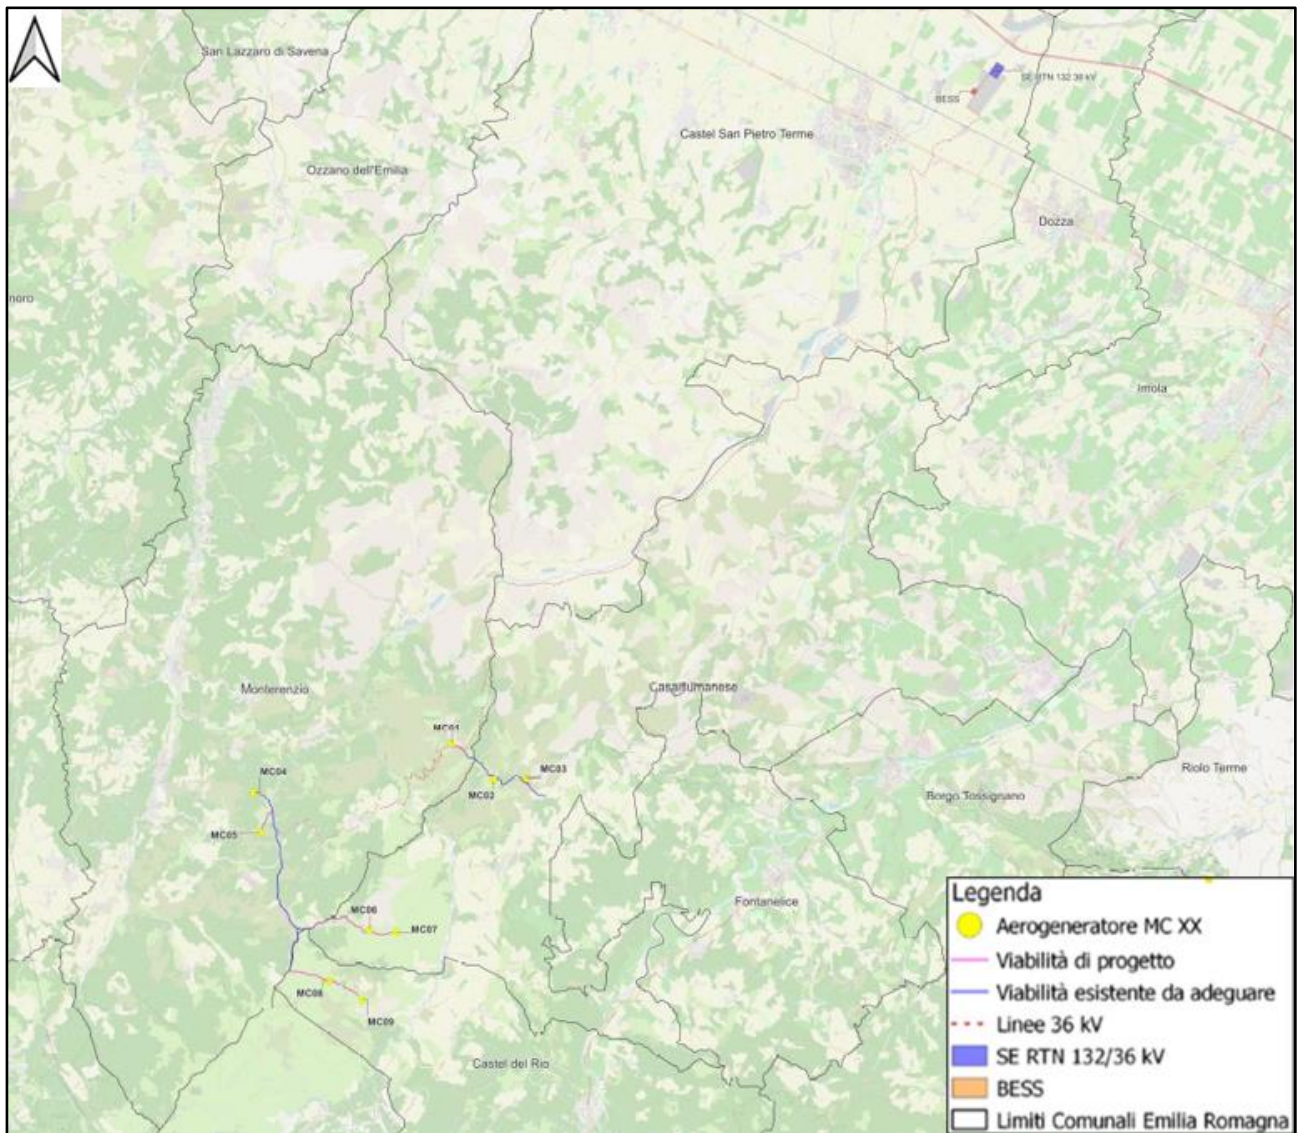 San Lazzaro di Savena
SE RTN 132 36 kV
BESS
Castel San Pietro Terme
Ozzano dell'Emilia
Dozza
noro
Imola
Monterenzio
Casalfiumanese
MC01
MC04
MC03
MC02
Riolo Terme
Borgo Tossignano
MC05
Fontanelice
MC06
MC07
MC08
MC09
Castel del Rio
Legenda
Aerogeneratore MC XX
Viabilità di progetto
Viabilità esistente da adeguare
Linee 36 kV
SE RTN 132/36 kV
BESS
Limiti Comunali Emilia Romagna